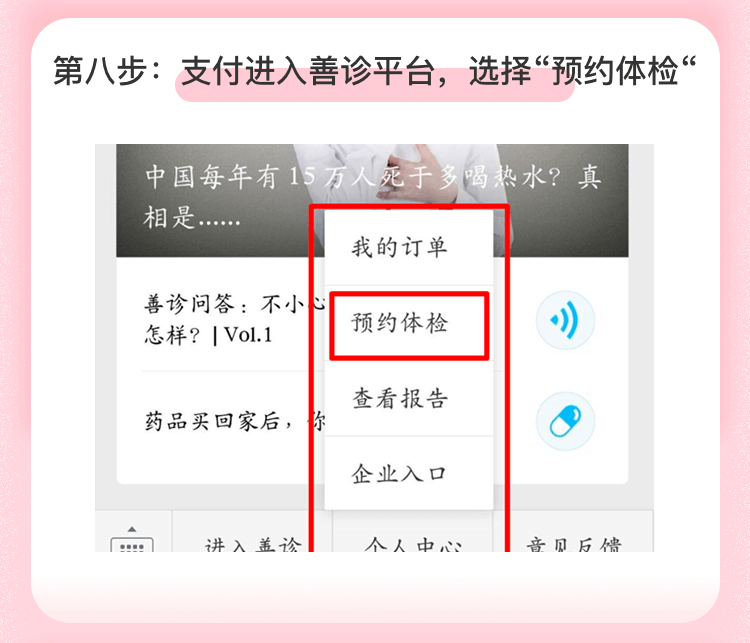 第八步：支付进入善诊平台，选择“预约体检“
中国每年有 15 万人死于多喝热水？真
相是……
我的订单
善诊问答：不小心
怎样？| Vol.1
预约体检
查看报告
药品买回家后，你
企业入口
进入善诊
个人中心
意见反馈